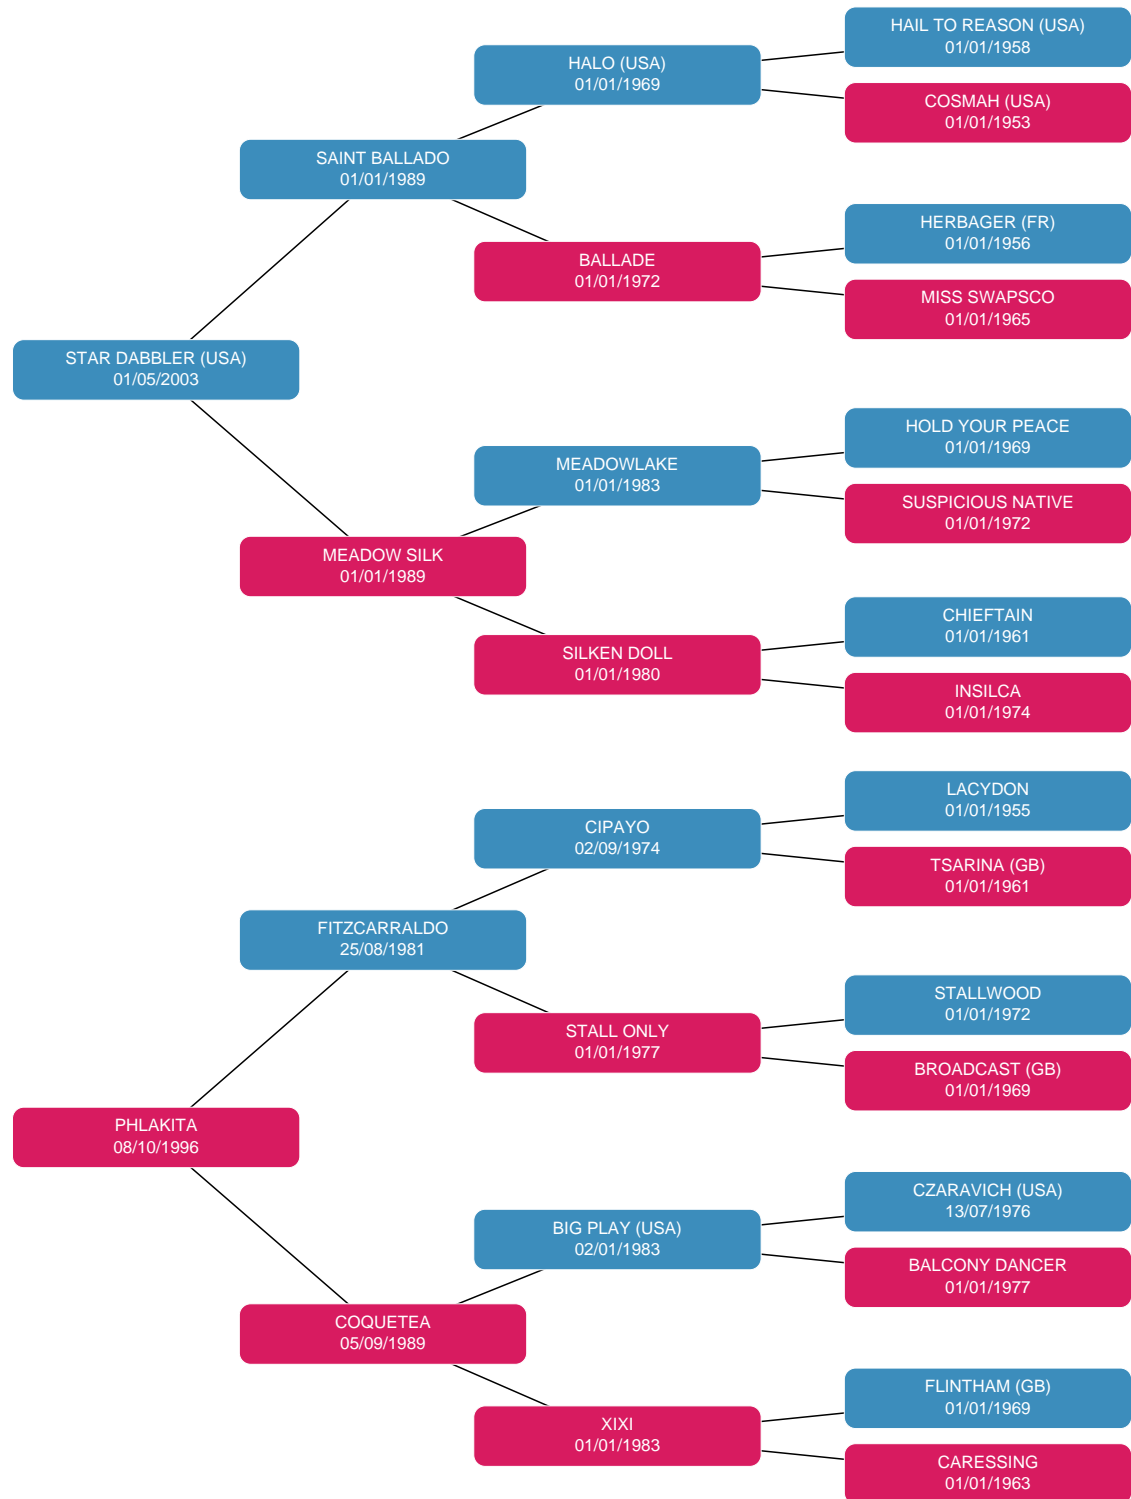 HAIL TO REASON (USA)
01/01/1958
HALO (USA)
01/01/1969
COSMAH (USA)
01/01/1953
SAINT BALLADO
01/01/1989
HERBAGER (FR)
01/01/1956
BALLADE
01/01/1972
MISS SWAPSCO
01/01/1965
STAR DABBLER (USA)
01/05/2003
HOLD YOUR PEACE
01/01/1969
MEADOWLAKE
01/01/1983
SUSPICIOUS NATIVE
01/01/1972
MEADOW SILK
01/01/1989
CHIEFTAIN
01/01/1961
SILKEN DOLL
01/01/1980
INSILCA
01/01/1974
LACYDON
01/01/1955
CIPAYO
02/09/1974
TSARINA (GB)
01/01/1961
FITZCARRALDO
25/08/1981
STALLWOOD
01/01/1972
STALL ONLY
01/01/1977
BROADCAST (GB)
01/01/1969
PHLAKITA
08/10/1996
CZARAVICH (USA)
13/07/1976
BIG PLAY (USA)
02/01/1983
BALCONY DANCER
01/01/1977
COQUETEA
05/09/1989
FLINTHAM (GB)
01/01/1969
XIXI
01/01/1983
CARESSING
01/01/1963